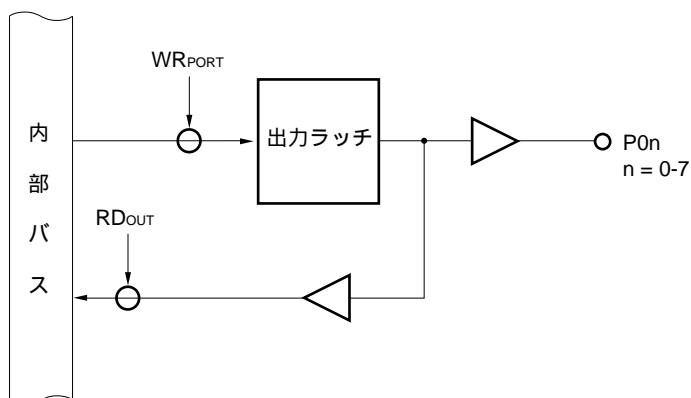 WRPORT
出力ラッチ
P0n
n = 0-7
内部バス
RDOUT